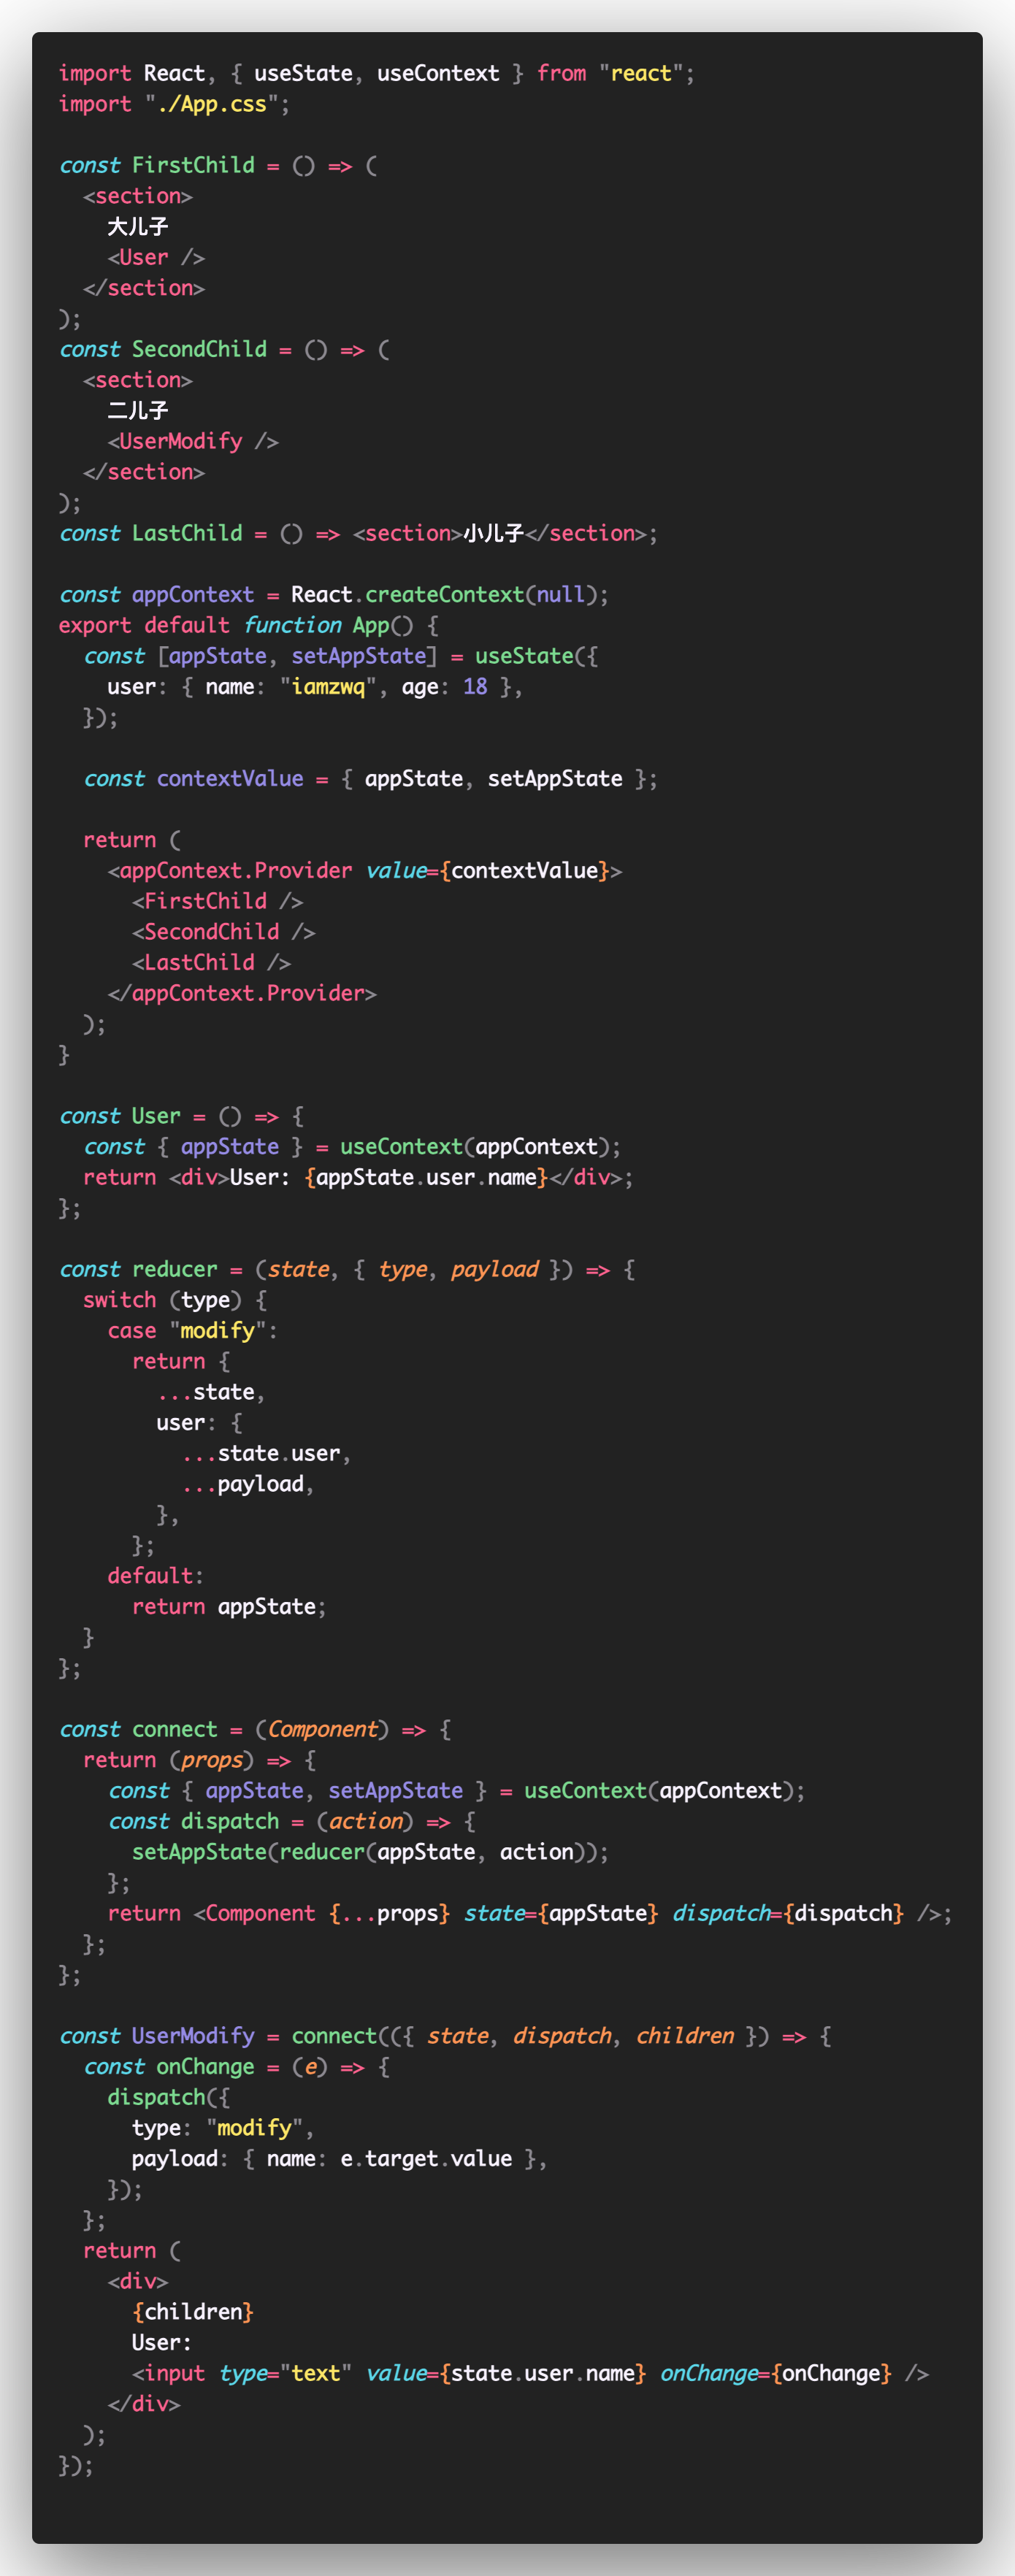 import React, { useState, useContext } from "react";
import "./App.css";

const FirstChild = () => (
  <section>
    大儿子
    <User />
  </section>
);
const SecondChild = () => (
  <section>
    二儿子
    <UserModify />
  </section>
);
const LastChild = () => <section>小儿子</section>;

const appContext = React.createContext(null);
export default function App() {
  const [appState, setAppState] = useState({
    user: { name: "iamzwq", age: 18 },
  });

  const contextValue = { appState, setAppState };

  return (
    <appContext.Provider value={contextValue}>
      <FirstChild />
      <SecondChild />
      <LastChild />
    </appContext.Provider>
  );
}

const User = () => {
  const { appState } = useContext(appContext);
  return <div>User: {appState.user.name}</div>;
};

const reducer = (state, { type, payload }) => {
  switch (type) {
    case "modify":
      return {
        ...state,
        user: {
          ...state.user,
          ...payload,
        },
      };
    default:
      return appState;
  }
};

const connect = (Component) => {
  return (props) => {
    const { appState, setAppState } = useContext(appContext);
    const dispatch = (action) => {
      setAppState(reducer(appState, action));
    };
    return <Component {...props} state={appState} dispatch={dispatch} />;
  };
};

const UserModify = connect(({ state, dispatch, children }) => {
  const onChange = (e) => {
    dispatch({
      type: "modify",
      payload: { name: e.target.value },
    });
  };
  return (
    <div>
      {children}
      User:
      <input type="text" value={state.user.name} onChange={onChange} />
    </div>
  );
});